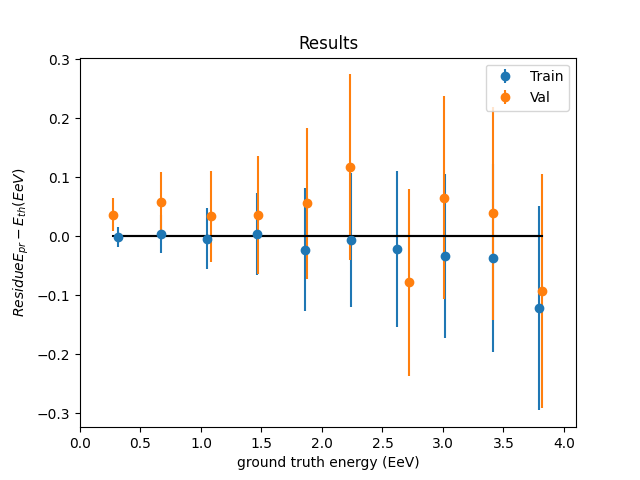 Results
0.3
0.2
0.1
0.0
−0.1
−0.2
−0.3
ResidueE_{pr} − E_{th}(EeV)
Train
Val
0.0 0.5 1.0 1.5 2.0 2.5 3.0 3.5 4.0
ground truth energy (EeV)